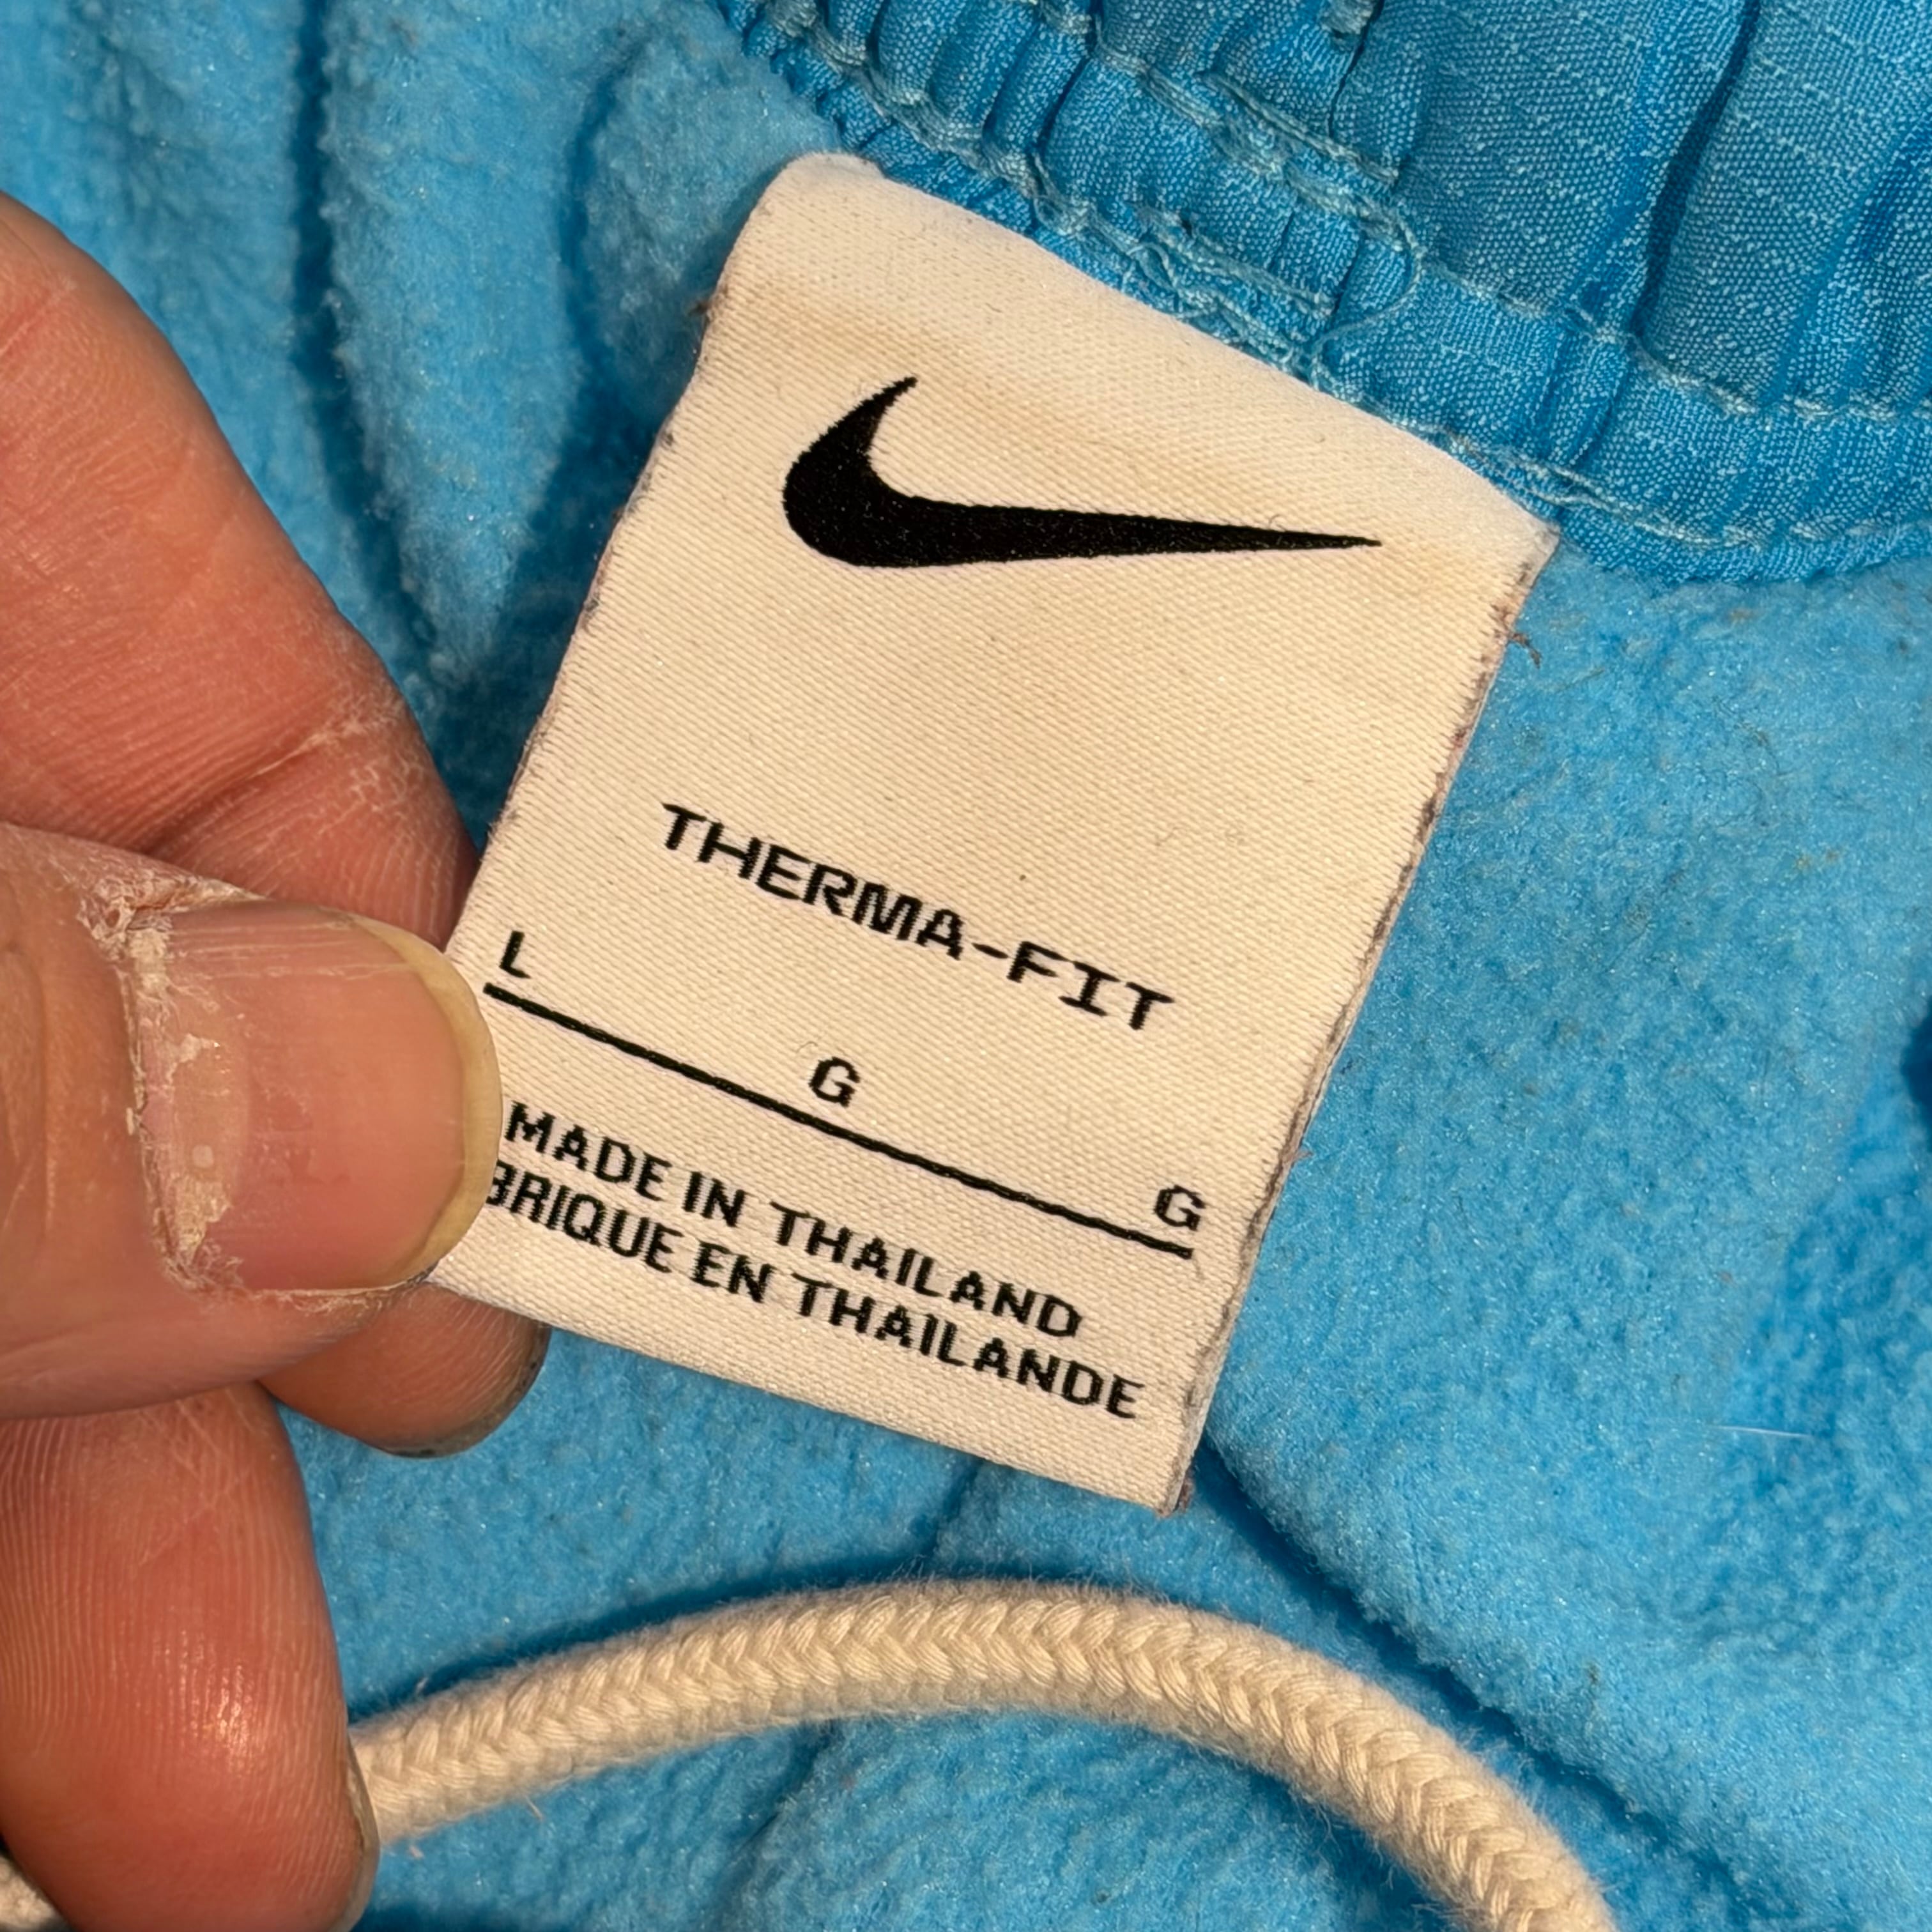 THERMA-FIT
L G G
MADE IN THAILAND
BRIQUE EN THAILANDE